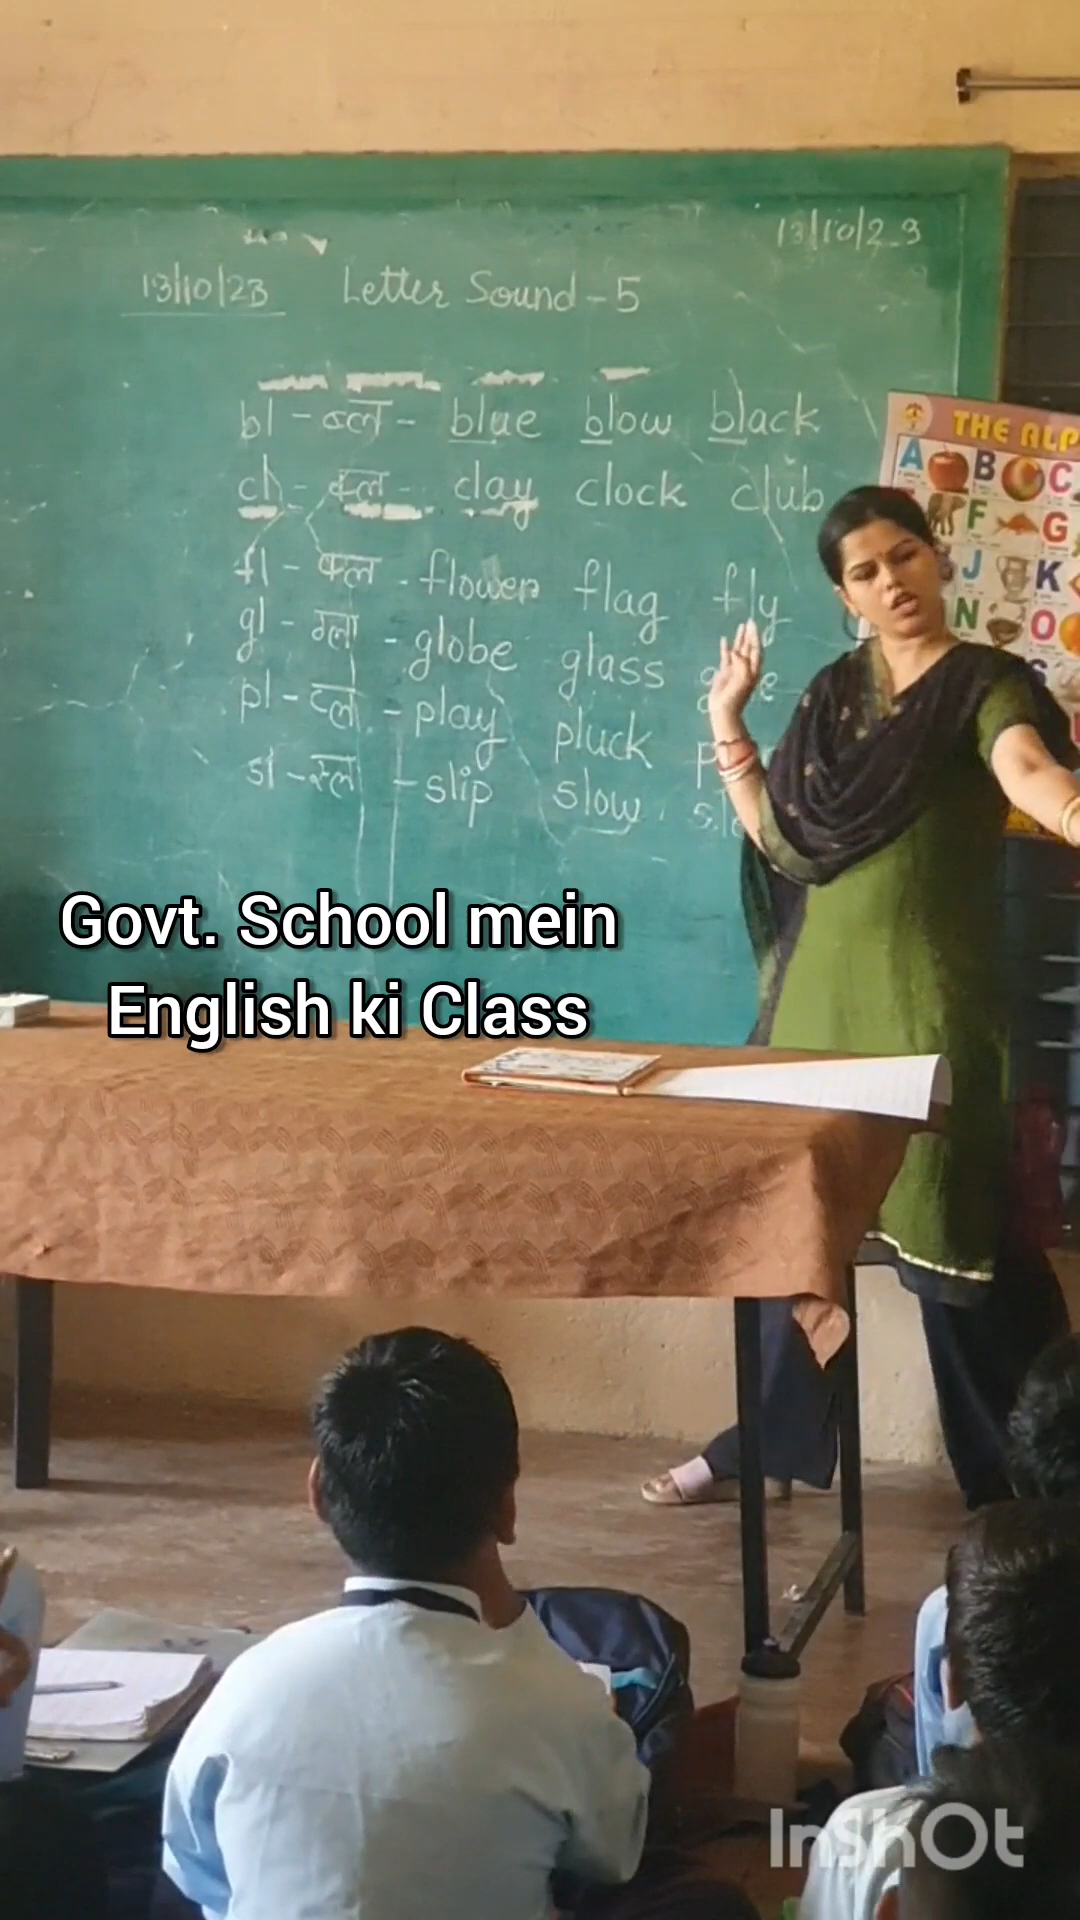 13/10/23
13/10/23 Letter Sound - 5
bl - ब्ल - blue blow black
cl - क्ल - clay clock club
fl - फ्ल - flower flag fly
gl - ग्ल - globe glass
pl - प्ल - play pluck
sl - स्ल - slip slow
THE ALP
A B C
F G
J K
N O
S
Govt. School mein
English ki Class
InShOt